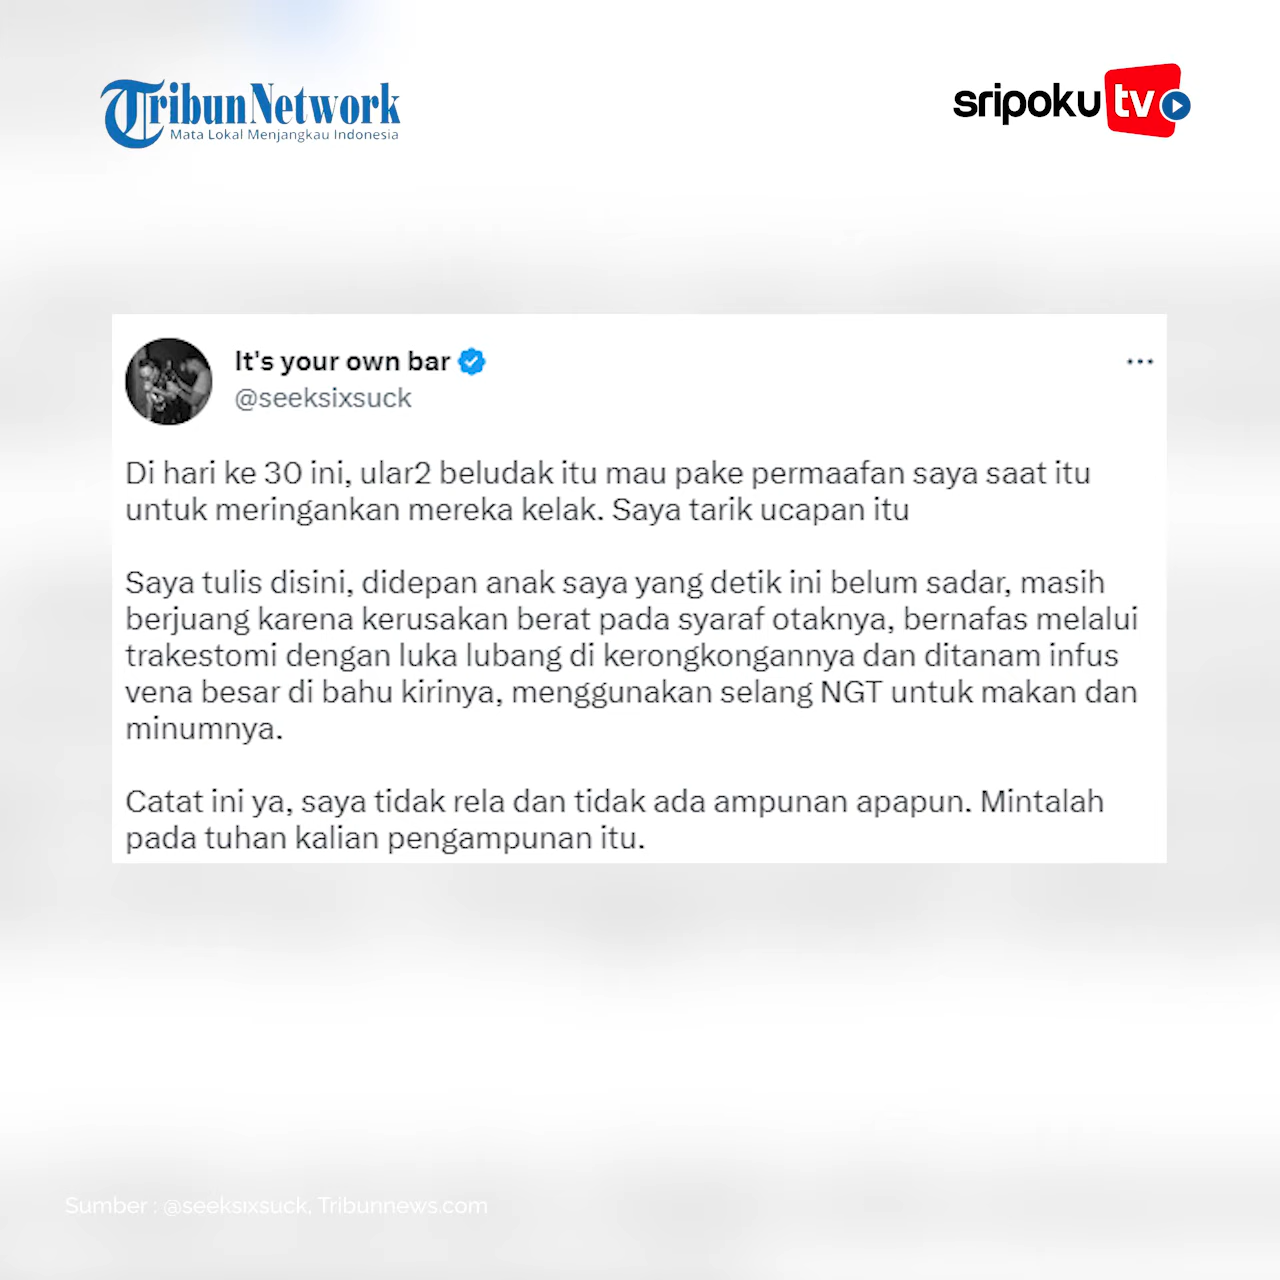 Tribun Network
Mata Lokal Menjangkau Indonesia
sripoku tv
It's your own bar
@seeksixsuck
Di hari ke 30 ini, ular2 beludak itu mau pake permaafan saya saat itu
untuk meringankan mereka kelak. Saya tarik ucapan itu
Saya tulis disini, didepan anak saya yang detik ini belum sadar, masih
berjuang karena kerusakan berat pada syaraf otaknya, bernafas melalui
trakestomi dengan luka lubang di kerongkongannya dan ditanam infus
vena besar di bahu kirinya, menggunakan selang NGT untuk makan dan
minumnya.
Catat ini ya, saya tidak rela dan tidak ada ampunan apapun. Mintalah
pada tuhan kalian pengampunan itu.
Sumber : @seeksixsuck, Tribunnews.com